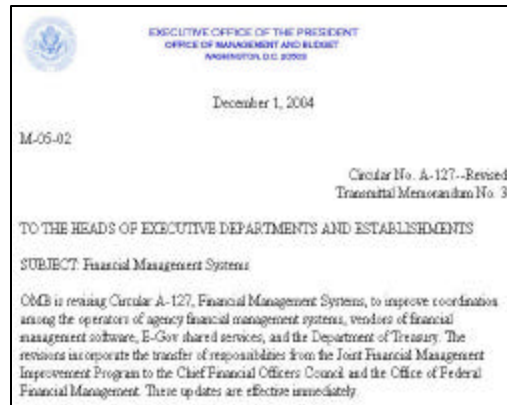 EXECUTIVE OFFICE OF THE PRESIDENT
OFFICE OF MANAGEMENT AND BUDGET
WASHINGTON, D.C. 20503
December 1, 2004
M-05-02
Circular No. A-127--Revised
Transmittal Memorandum No. 3
TO THE HEADS OF EXECUTIVE DEPARTMENTS AND ESTABLISHMENTS
SUBJECT: Financial Management Systems
OMB is revising Circular A-127, Financial Management Systems, to improve coordination
among the operators of agency financial management systems, vendors of financial
management software, E-Gov shared services, and the Department of Treasury. The
revisions incorporate the transfer of responsibilities from the Joint Financial Management
Improvement Program to the Chief Financial Officers Council and the Office of Federal
Financial Management. These updates are effective immediately.